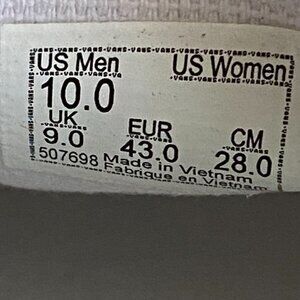 US Men US Women
10.0
UK EUR CM
9.0 43.0 28.0
507698 Made in Vietnam
Fabriqué en Vietnam